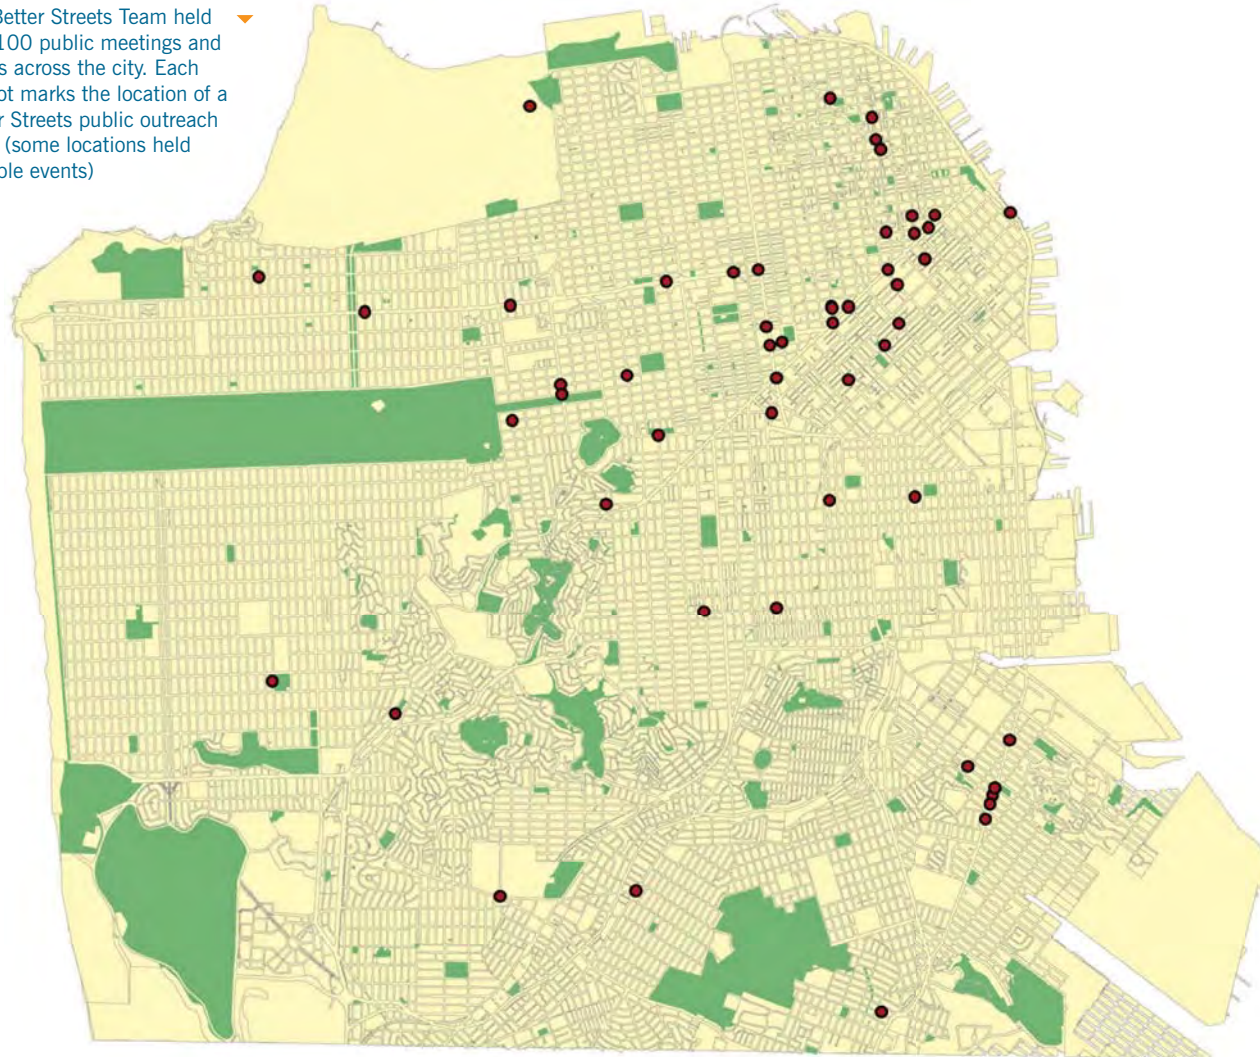 Better Streets Team held
100 public meetings and
s across the city. Each
ot marks the location of a
r Streets public outreach
(some locations held
ple events)